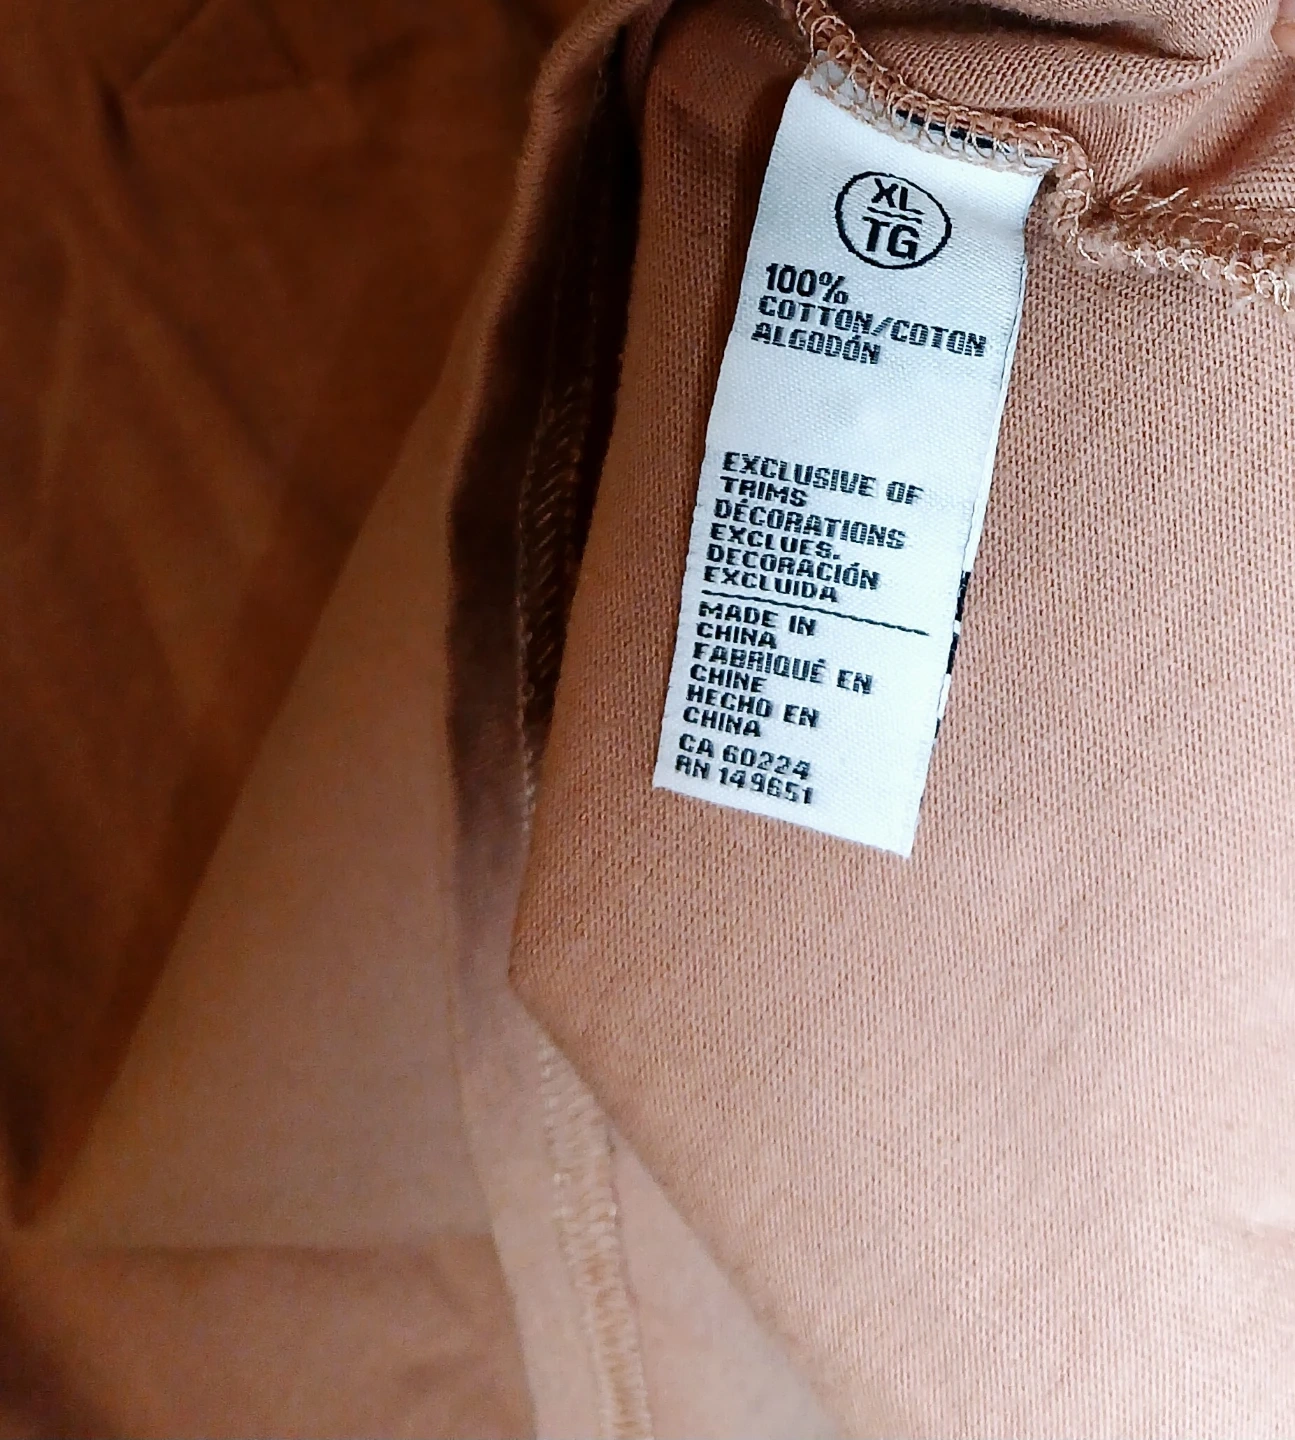 XL
TG
100%
COTTON/COTON
ALGODÓN
EXCLUSIVE OF
TRIMS
DÉCORATIONS
EXCLUES.
DECORACIÓN
EXCLUIDA
MADE IN
CHINA
FABRIQUÉ EN
CHINE
HECHO EN
CHINA
CA 60224
RN 149651